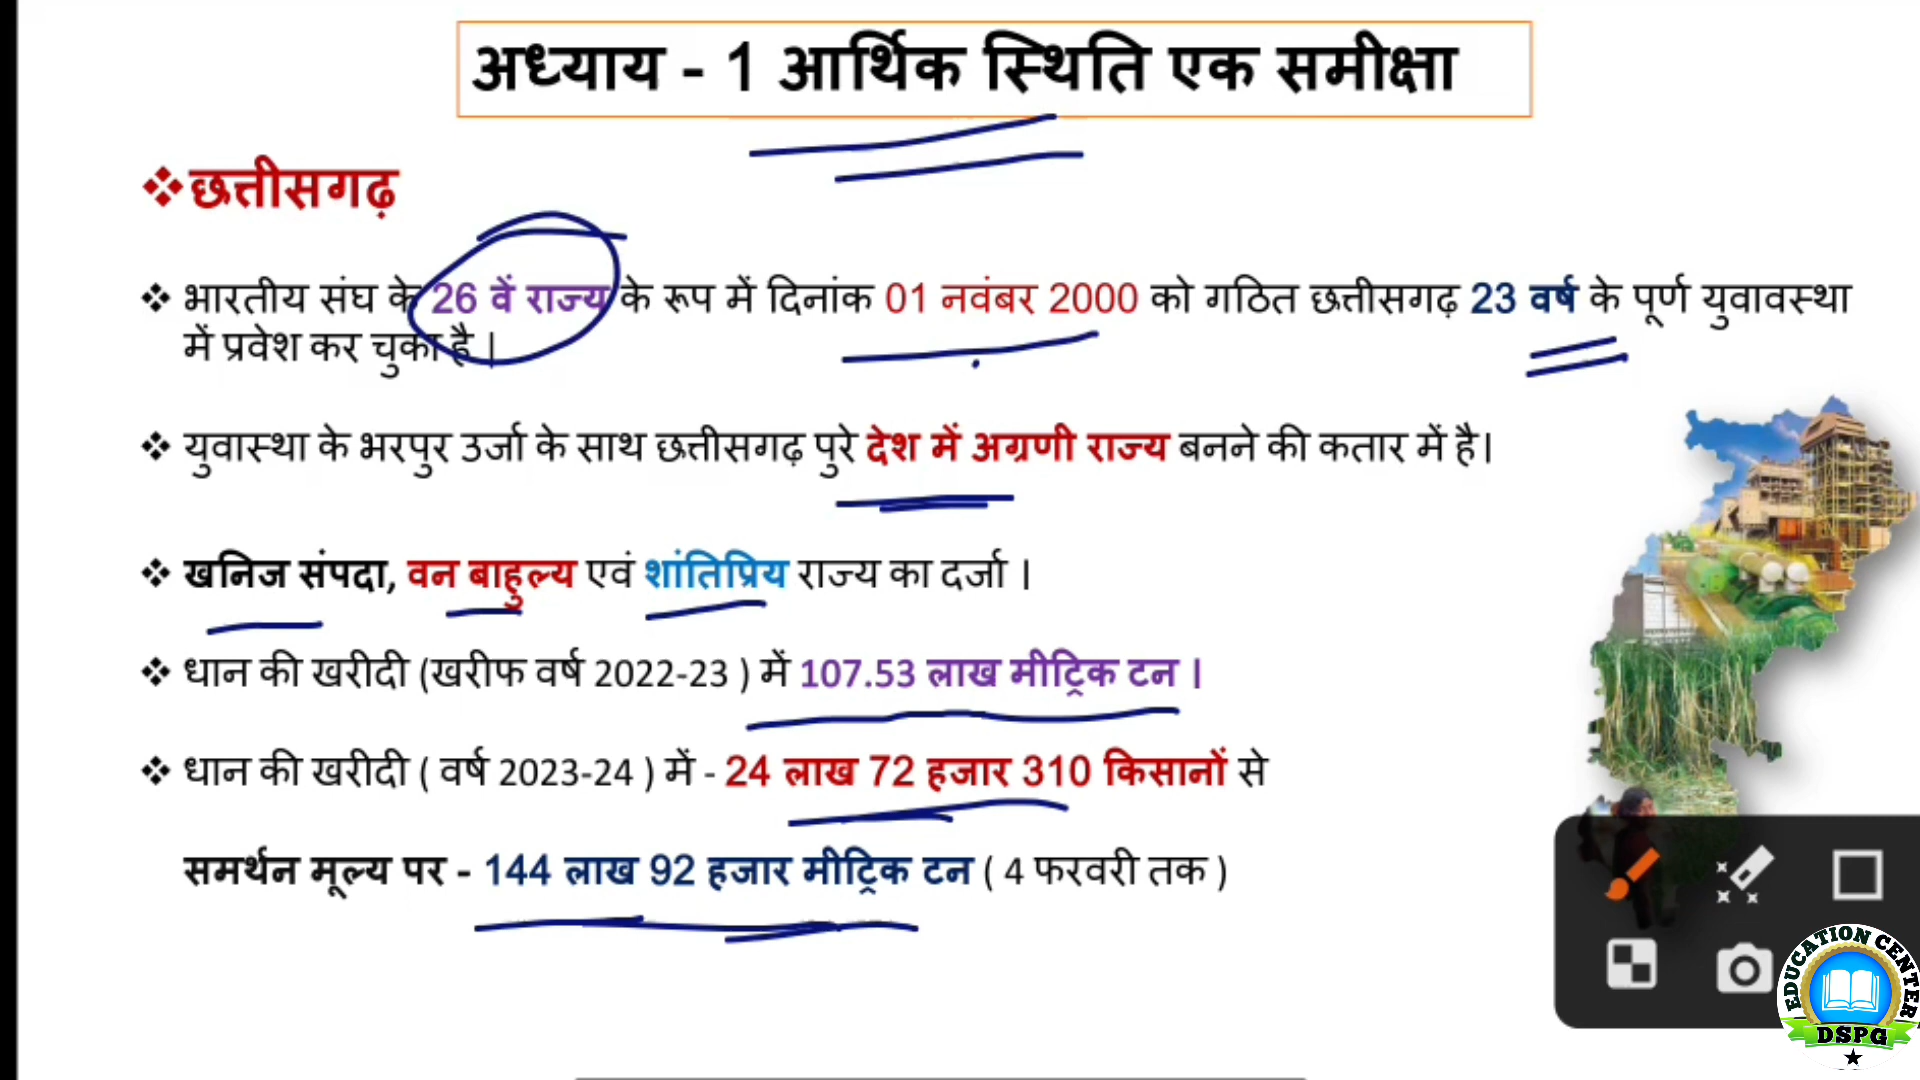 अध्याय - 1 आर्थिक स्थिति एक समीक्षा
❖छत्तीसगढ़
❖ भारतीय संघ के 26 वें राज्य के रूप में दिनांक 01 नवंबर 2000 को गठित छत्तीसगढ़ 23 वर्ष के पूर्ण युवावस्था
में प्रवेश कर चुका है |
❖ युवास्था के भरपुर उर्जा के साथ छत्तीसगढ़ पुरे देश में अग्रणी राज्य बनने की कतार में है।
❖ खनिज संपदा, वन बाहुल्य एवं शांतिप्रिय राज्य का दर्जा ।
❖ धान की खरीदी (खरीफ वर्ष 2022-23 ) में 107.53 लाख मीट्रिक टन ।
❖ धान की खरीदी ( वर्ष 2023-24 ) में - 24 लाख 72 हजार 310 किसानों से
समर्थन मूल्य पर - 144 लाख 92 हजार मीट्रिक टन ( 4 फरवरी तक )
EDUCATION CENTER
DSPG